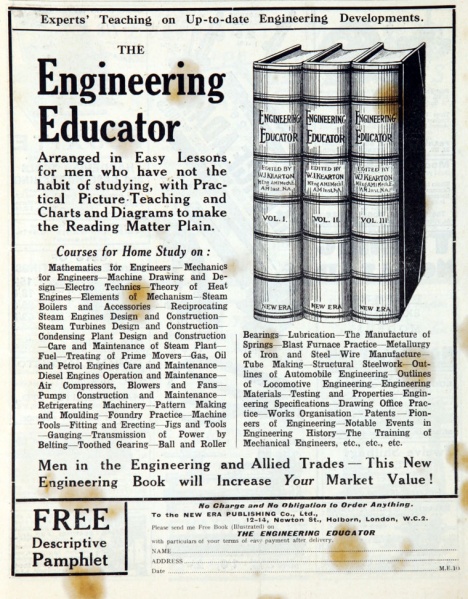 Experts' Teaching on Up-to-date Engineering Developments.
THE
Engineering
Educator
Arranged in Easy Lessons,
for men who have not the
habit of studying, with Prac-
tical Picture-Teaching and
Charts and Diagrams to make
the Reading Matter Plain.
Courses for Home Study on :
Mathematics for Engineers—Mechanics
for Engineers—Machine Drawing and De-
sign—Electro Technics—Theory of Heat
Engines—Elements of Mechanism—Steam
Boilers and Accessories — Reciprocating
Steam Engines Design and Construction—
Steam Turbines Design and Construction—
Condensing Plant Design and Construction
—Care and Maintenance of Steam Plant—
Fuel—Treating of Prime Movers—Gas, Oil
and Petrol Engines Care and Maintenance—
Diesel Engines Operation and Maintenance—
Air Compressors, Blowers and Fans—
Pumps Construction and Maintenance—
Refrigerating Machinery—Pattern Making
and Moulding—Foundry Practice—Machine
Tools—Fitting and Erecting—Jigs and Tools
—Gauging—Transmission of Power by
Belting—Toothed Gearing—Ball and Roller
ENGINEERING
EDUCATOR
EDITED BY
W.J. KEARTON
M.Eng. A.M.I.Mech.E.
A.M.Inst.N.A.
VOL. I.
NEW ERA
ENGINEERING
EDUCATOR
EDITED BY
W.J. KEARTON
M.Eng. A.M.I.Mech.E.
A.M.Inst.N.A.
VOL. II.
NEW ERA
ENGINEERING
EDUCATOR
EDITED BY
W.J. KEARTON
M.Eng. A.M.I.Mech.E.
A.M.Inst.N.A.
VOL III
NEW ERA
Bearings—Lubrication—The Manufacture of
Springs—Blast Furnace Practice—Metallurgy
of Iron and Steel—Wire Manufacture—
Tube Making—Structural Steelwork—Out-
lines of Automobile Engineering—Outlines
of Locomotive Engineering—Engineering
Materials—Testing and Properties—Engin-
eering Specifications—Drawing Office Prac-
tice—Works Organisation—Patents—Pion-
eers of Engineering—Notable Events in
Engineering History—The Training of
Mechanical Engineers, etc., etc., etc.
Men in the Engineering and Allied Trades — This New
Engineering Book will Increase Your Market Value !
FREE
Descriptive
Pamphlet
No Charge and No Obligation to Order Anything.
To the NEW ERA PUBLISHING Co., Ltd.,
12-14, Newton St., Holborn, London, W.C.2.
Please send me Free Book (Illustrated) on
THE ENGINEERING EDUCATOR
with particulars of your terms of easy payment after delivery.
NAME
ADDRESS
Date